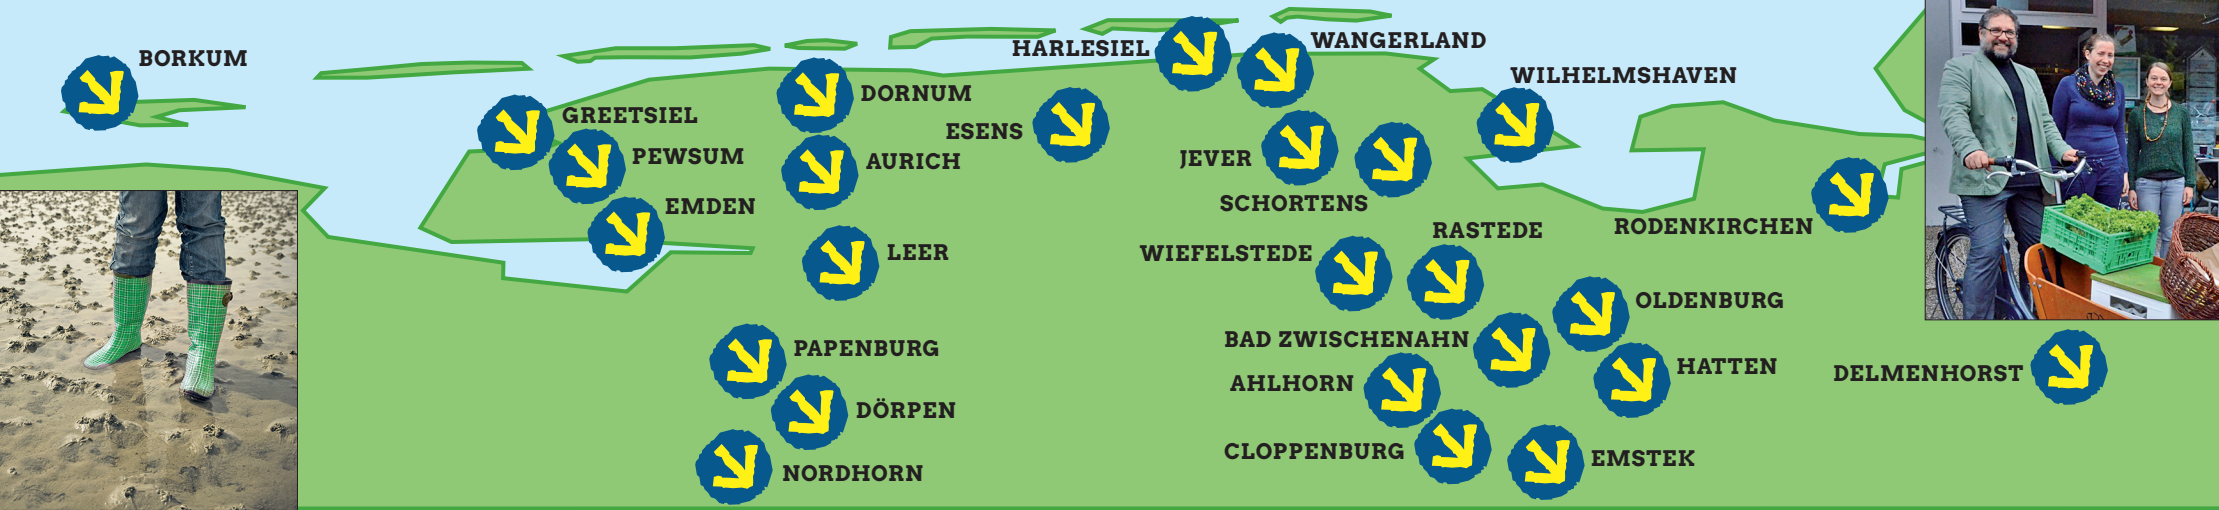 BORKUM
GREETSIEL
PEWSUM
EMDEN
DORNUM
AURICH
LEER
PAPENBURG
DÖRPEN
NORDHORN
HARLESIEL
WANGERLAND
ESENS
JEVER
SCHORTENS
WILHELMSHAVEN
RODENKIRCHEN
WIEFELSTEDE
RASTEDE
OLDENBURG
BAD ZWISCHENAHN
HATTEN
AHLHORN
CLOPPENBURG
EMSTEK
DELMENHORST